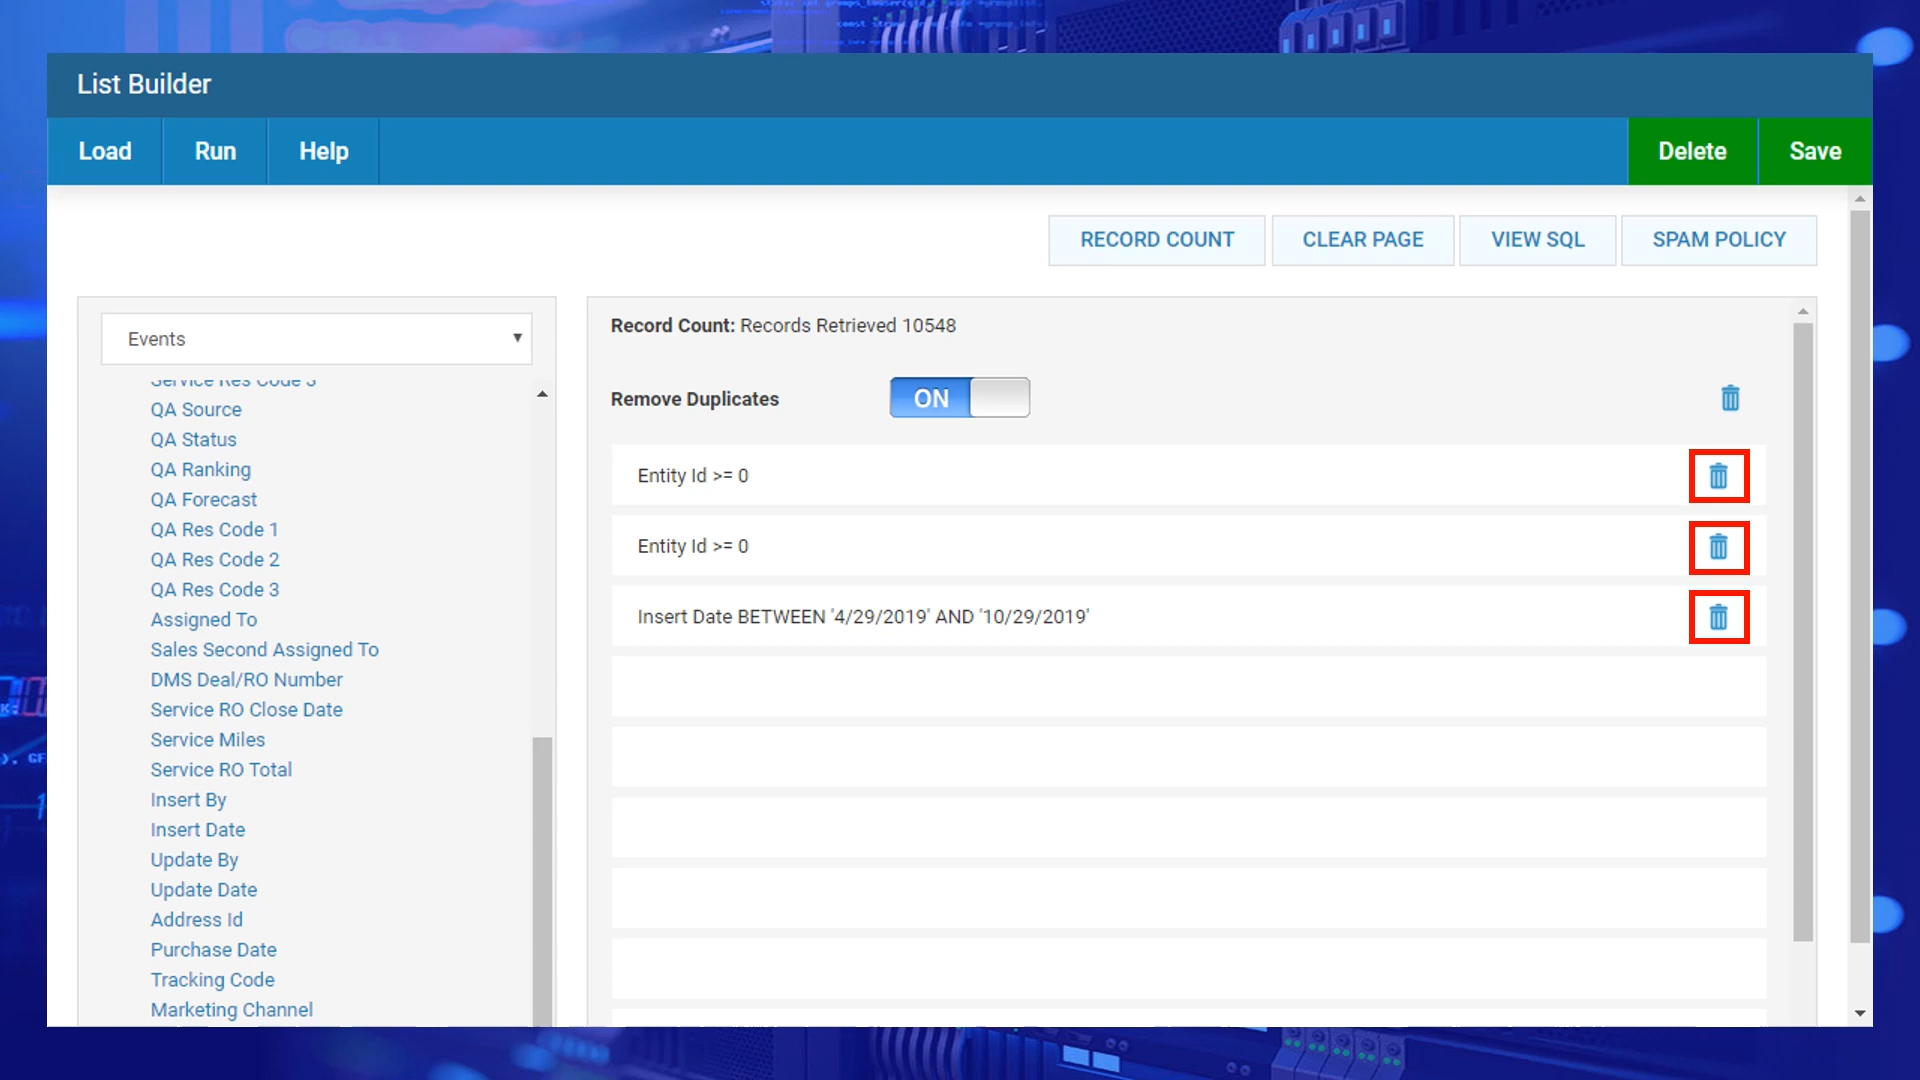 List Builder
Load Run Help Delete Save
RECORD COUNT CLEAR PAGE VIEW SQL SPAM POLICY
Events
Service Res Code 3
QA Source
QA Status
QA Ranking
QA Forecast
QA Res Code 1
QA Res Code 2
QA Res Code 3
Assigned To
Sales Second Assigned To
DMS Deal/RO Number
Service RO Close Date
Service Miles
Service RO Total
Insert By
Insert Date
Update By
Update Date
Address Id
Purchase Date
Tracking Code
Marketing Channel
Record Count: Records Retrieved 10548
Remove Duplicates ON
Entity Id >= 0
Entity Id >= 0
Insert Date BETWEEN '4/29/2019' AND '10/29/2019'